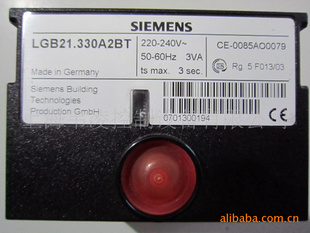 SIEMENS
LGB21.330A2BT
Made in Germany
220-240V~
50-60Hz 3VA
ts max. 3 sec
CE-0085AO0079
Rg 5 F013/03
Siemens Building
Technologies
Production GmbH
0701300194
alibaba.com.cn